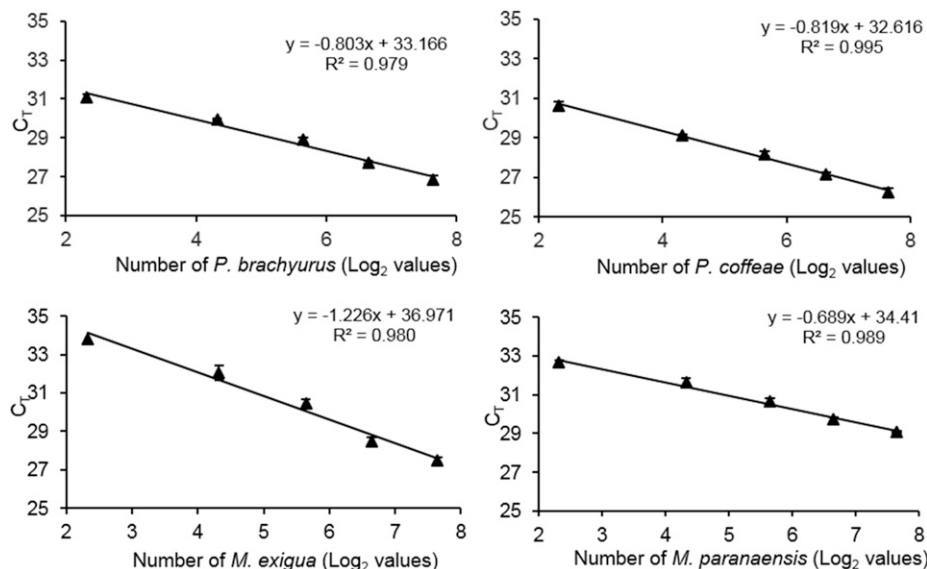 35
33
31
29
27
25
C_T
y = -0.803x + 33.166
R² = 0.979
2 4 6 8
Number of P. brachyurus (Log₂ values)
35
33
31
29
27
25
C_T
y = -0.819x + 32.616
R² = 0.995
2 4 6 8
Number of P. coffeae (Log₂ values)
35
33
31
29
27
25
C_T
y = -1.226x + 36.971
R² = 0.980
2 3 4 5 6 7 8
Number of M. exigua (Log₂ values)
35
33
31
29
27
25
C_T
y = -0.689x + 34.41
R² = 0.989
2 3 4 5 6 7 8
Number of M. paranaensis (Log₂ values)